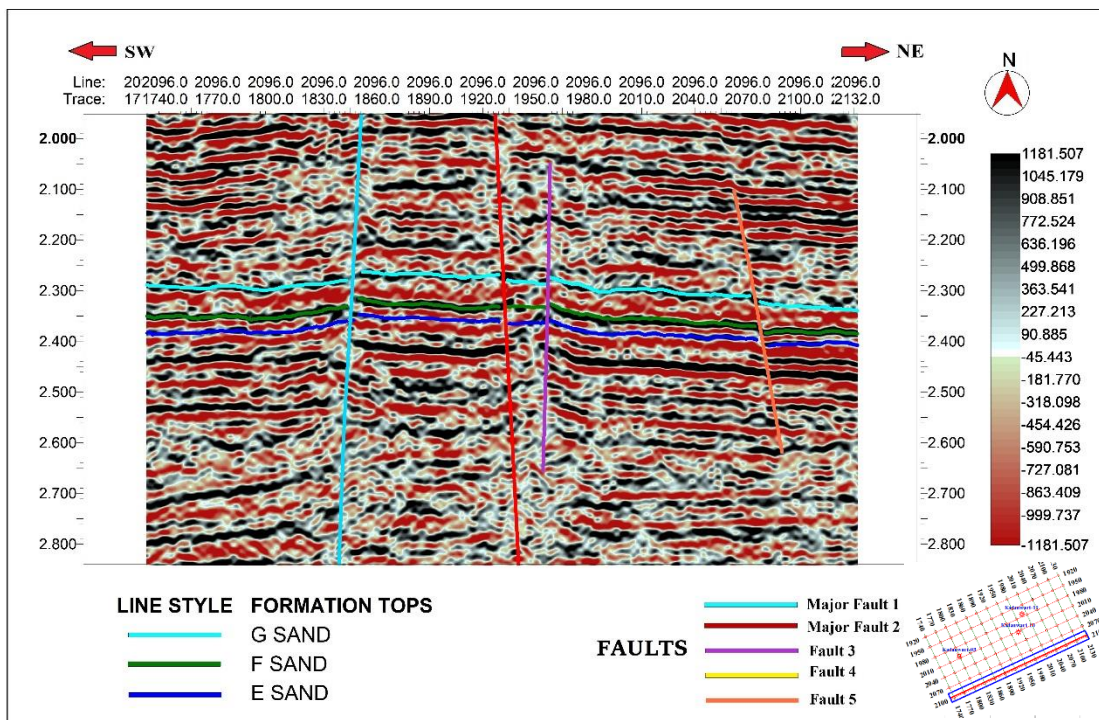 SW NE
N
Line: 202096.0 2096.0 2096.0 2096.0 2096.0 2096.0 2096.0 2096.0 2096.0 2096.0 2096.0 2096.0 22096.0
Trace: 171740.0 1770.0 1800.0 1830.0 1860.0 1890.0 1920.0 1950.0 1980.0 2010.0 2040.0 2070.0 2100.0 22132.0
2.000 2.000
2.100 2.100
2.200 2.200
2.300 2.300
2.400 2.400
2.500 2.500
2.600 2.600
2.700 2.700
2.800 2.800
1181.507
1045.179
908.851
772.524
636.196
499.868
363.541
227.213
90.885
-45.443
-181.770
-318.098
-454.426
-590.753
-727.081
-863.409
-999.737
-1181.507
LINE STYLE FORMATION TOPS
G SAND
F SAND
E SAND
FAULTS
Major Fault 1
Major Fault 2
Fault 3
Fault 4
Fault 5